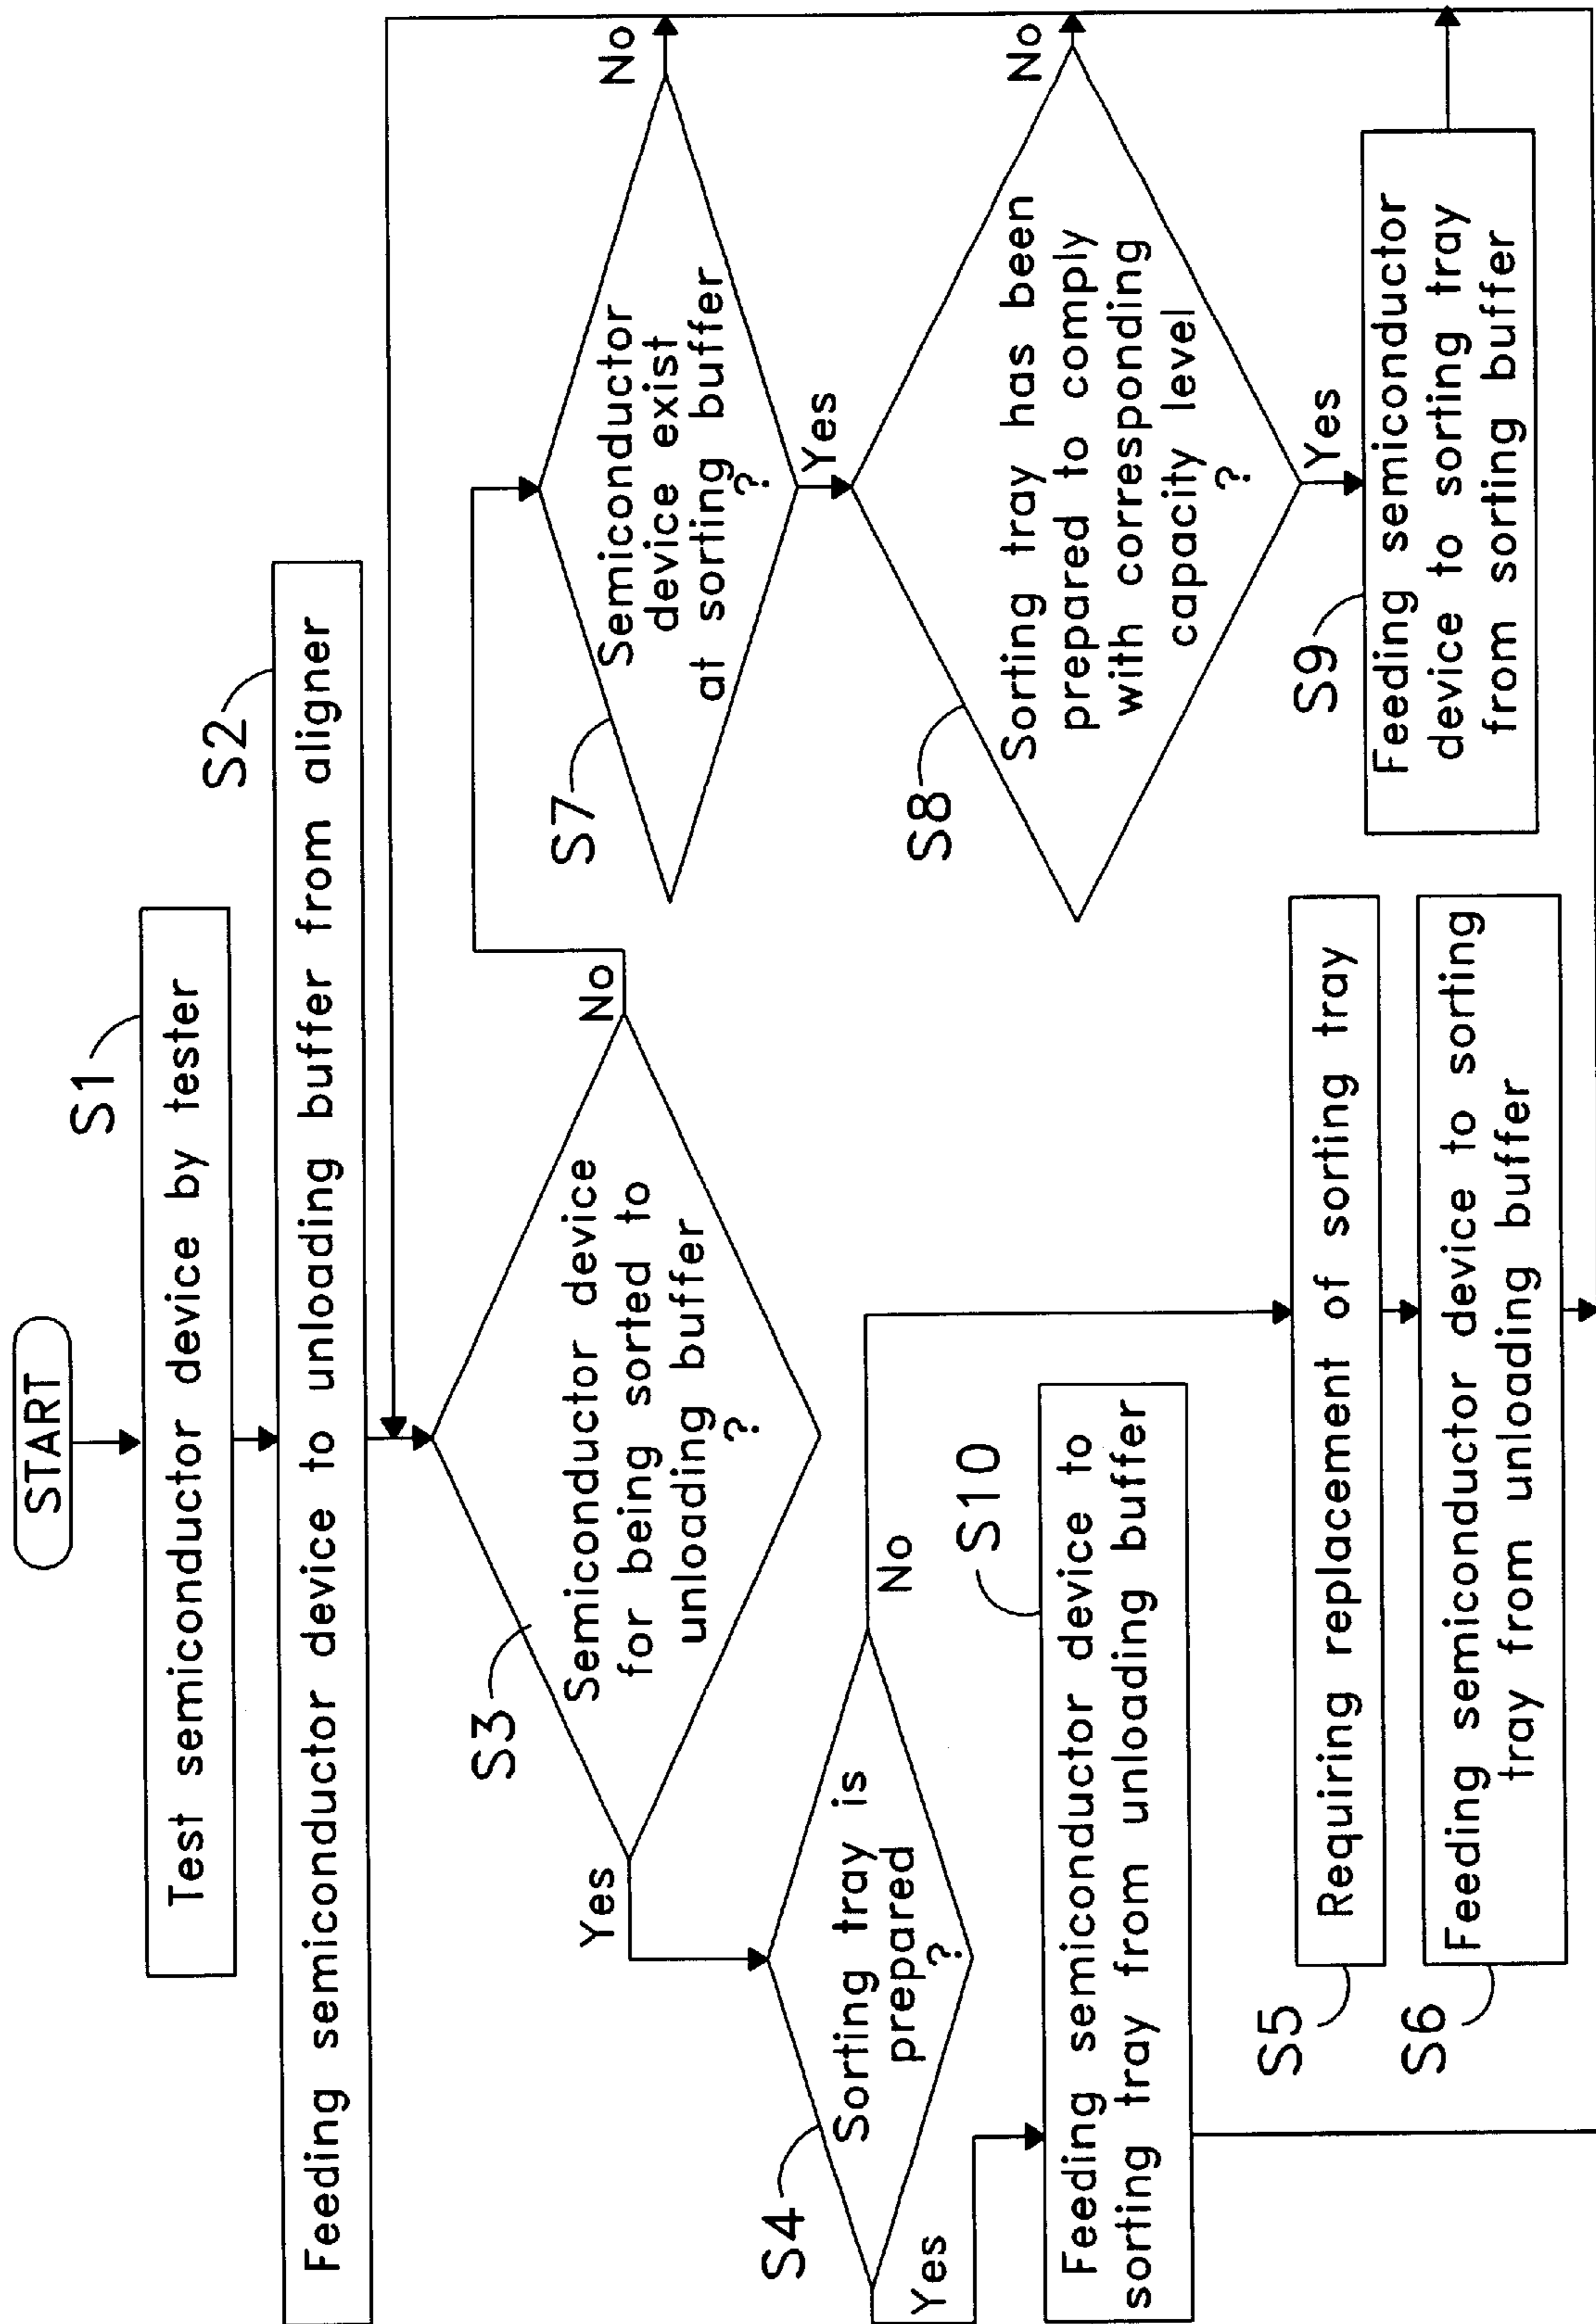 START
S1
Test semiconductor device by tester
S2
Feeding semiconductor device to unloading buffer from aligner
S3
Semiconductor device
for being sorted to
unloading buffer
?
Yes
No
S4
Sorting tray is
prepared
?
Yes
No
S10
Feeding semiconductor device to
sorting tray from unloading buffer
S5
Requiring replacement of sorting tray
S6
Feeding semiconductor device to sorting
tray from unloading buffer
S7
Semiconductor
device exist
at sorting buffer
?
No
Yes
S8
Sorting tray has been
prepared to comply
with corresponding
capacity level
?
No
Yes
S9
Feeding semiconductor
device to sorting tray
from sorting buffer